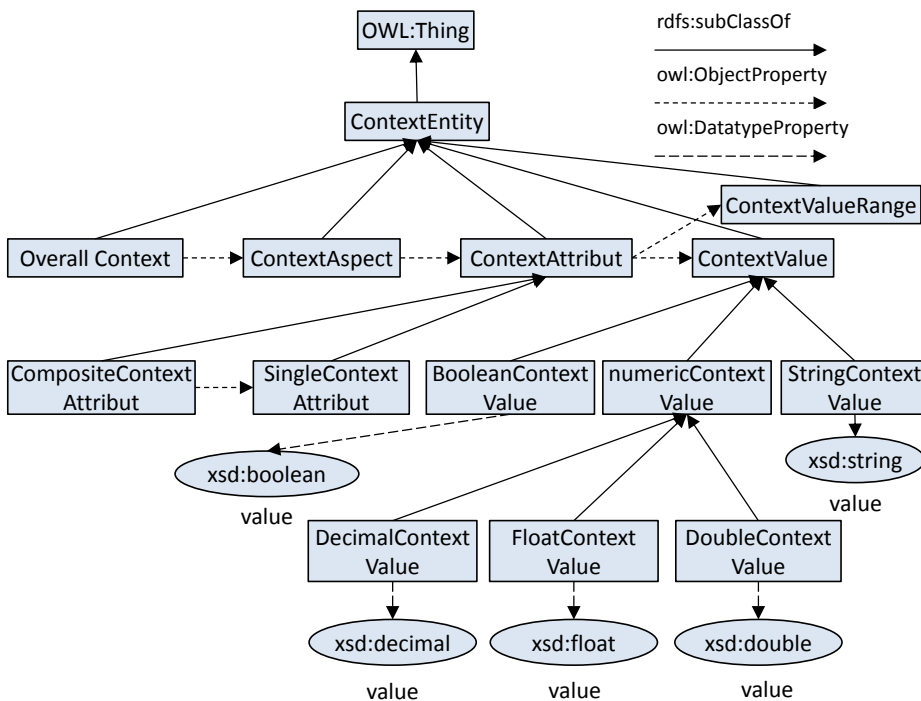 OWL:Thing
rdfs:subClassOf
owl:ObjectProperty
owl:DatatypeProperty
ContextEntity
ContextValueRange
Overall Context
ContextAspect
ContextAttribut
ContextValue
CompositeContext
Attribut
SingleContext
Attribut
BooleanContext
Value
numericContext
Value
StringContext
Value
xsd:boolean
value
xsd:string
value
DecimalContext
Value
FloatContext
Value
DoubleContext
Value
xsd:decimal
xsd:float
xsd:double
value
value
value